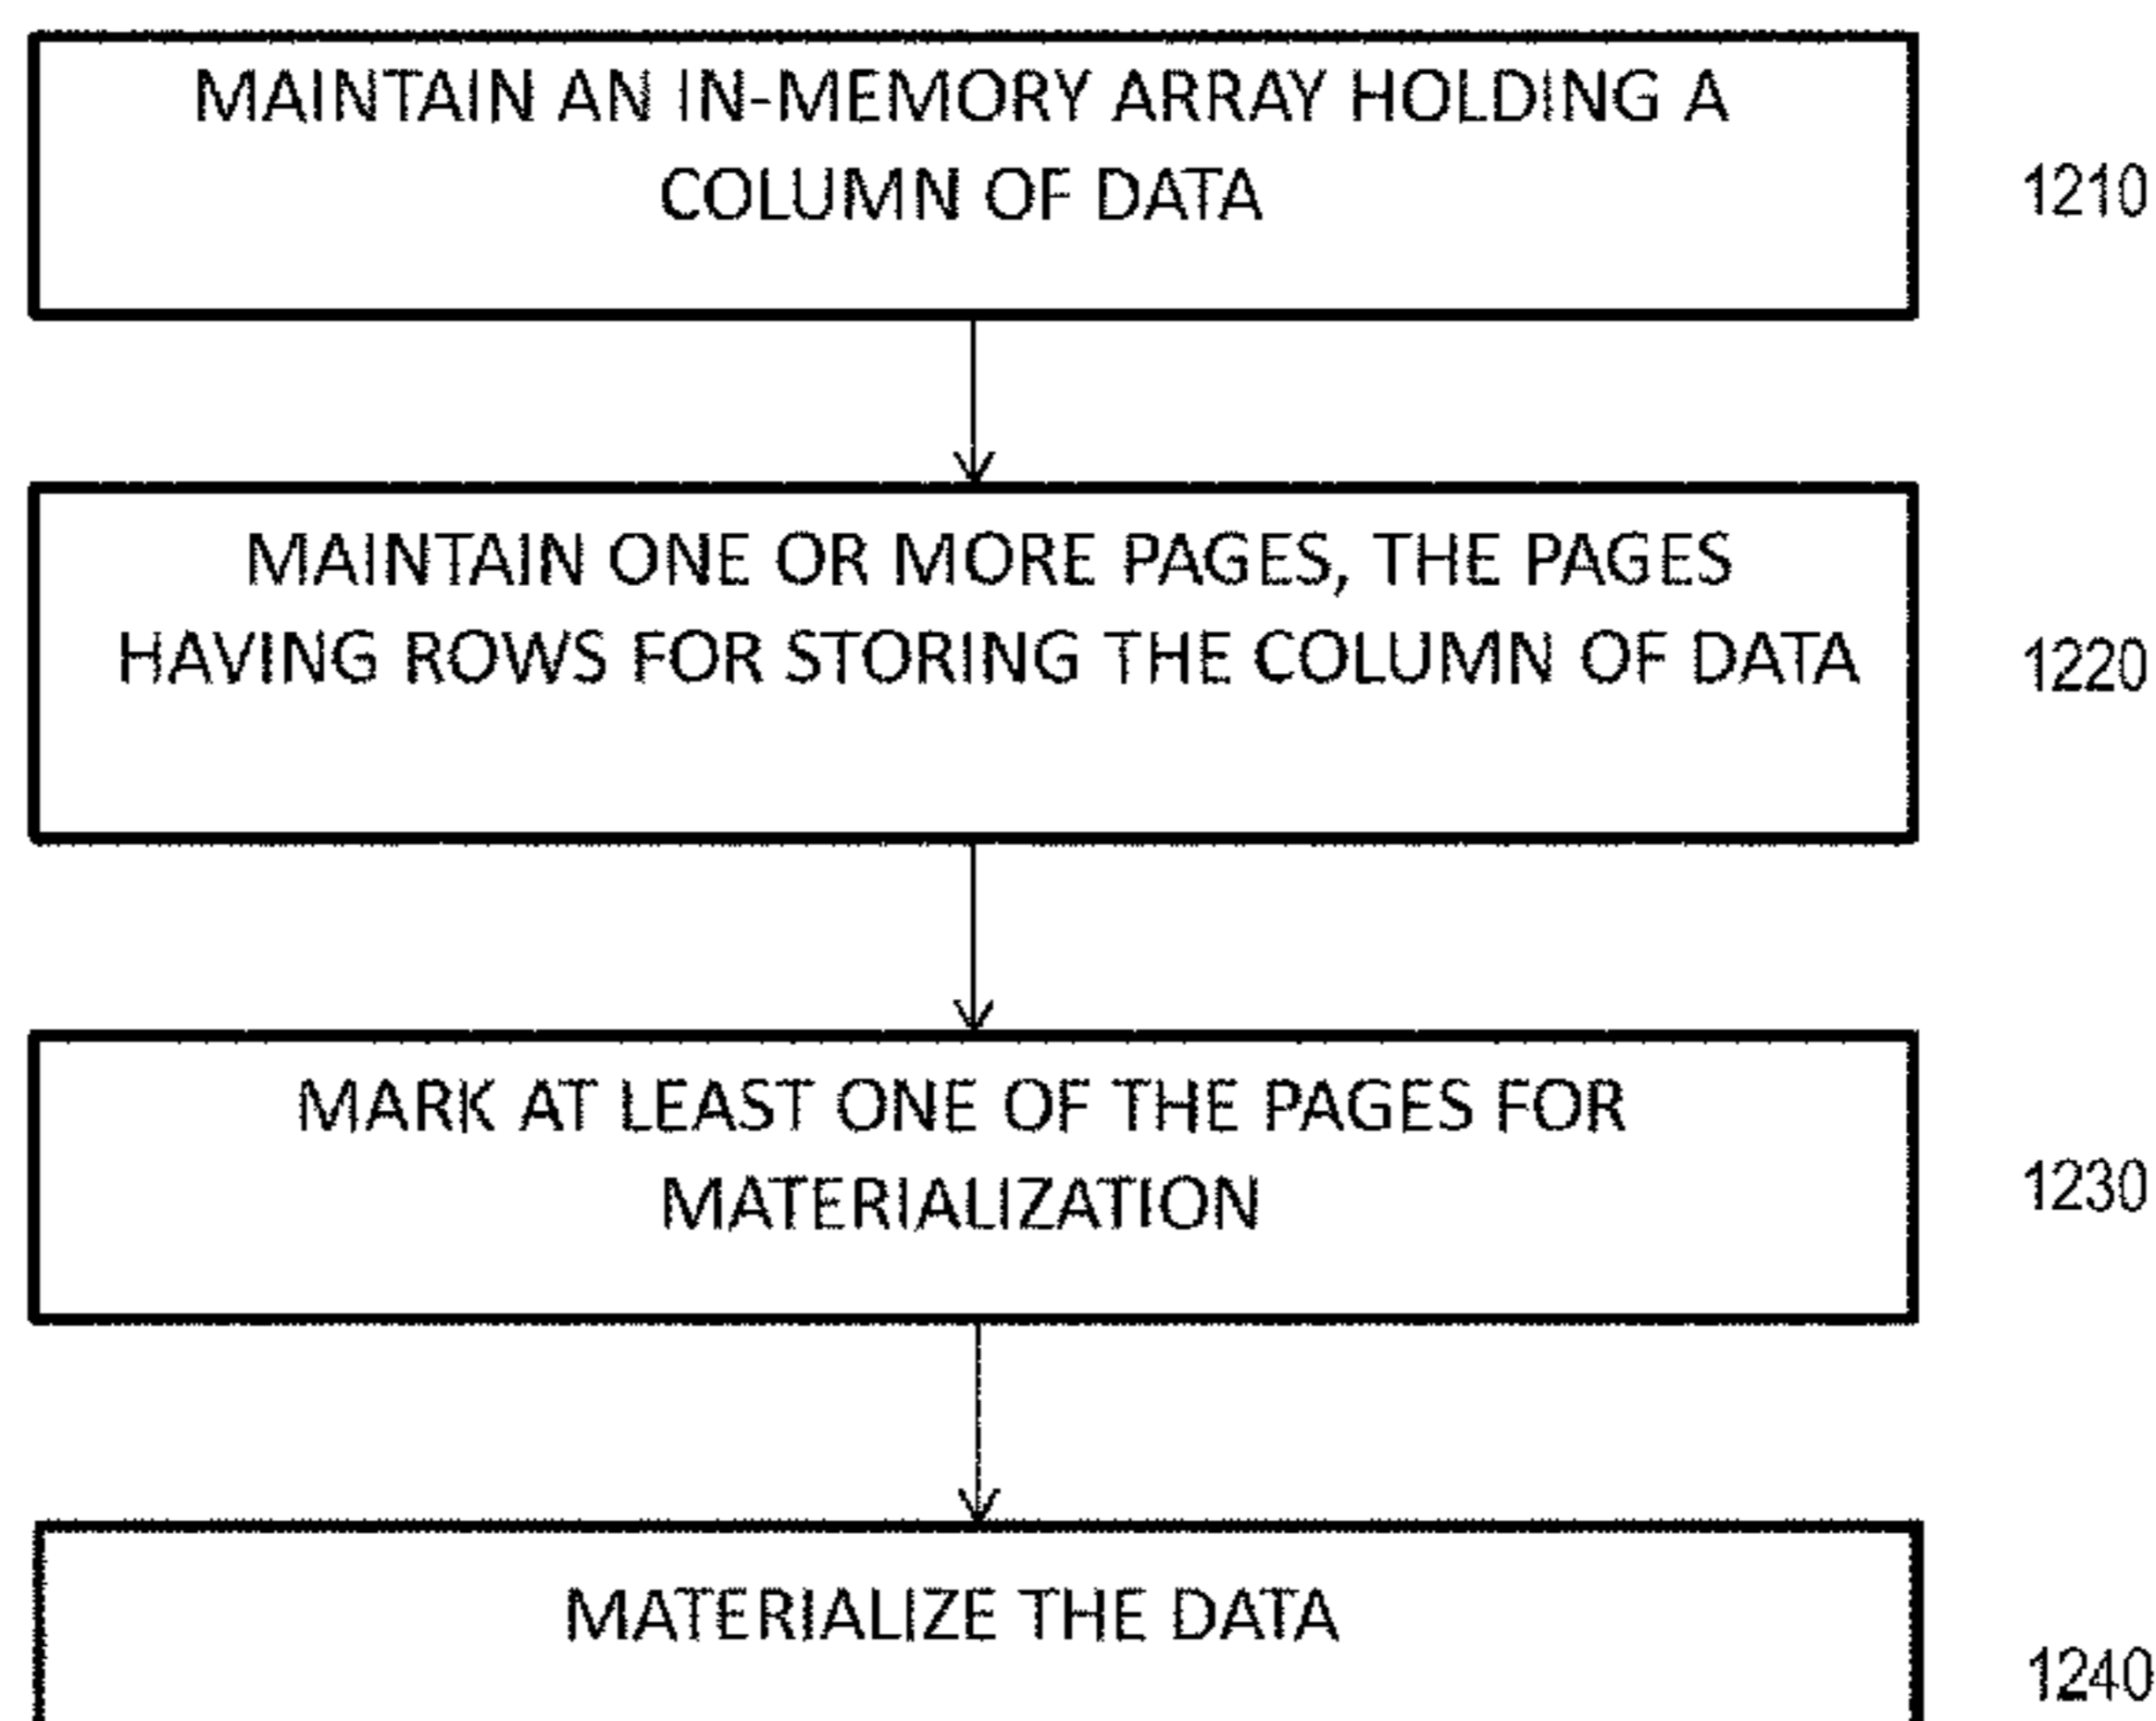 MAINTAIN AN IN-MEMORY ARRAY HOLDING A
COLUMN OF DATA
1210
MAINTAIN ONE OR MORE PAGES, THE PAGES
HAVING ROWS FOR STORING THE COLUMN OF DATA
1220
MARK AT LEAST ONE OF THE PAGES FOR
MATERIALIZATION
1230
MATERIALIZE THE DATA
1240